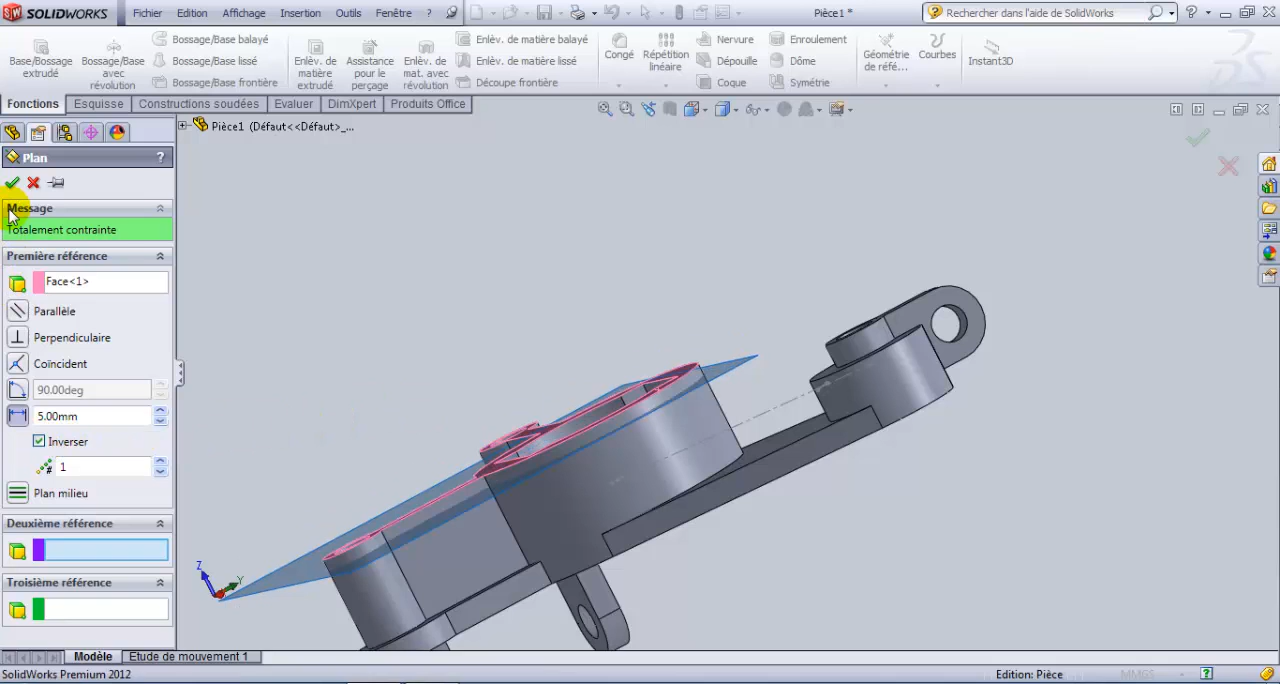 SOLIDWORKS Fichier Edition Affichage Insertion Outils Fenêtre ? Pièce1 * Rechercher dans l'aide de SolidWorks
Base/Bossage extrudé
Bossage/Base avec révolution
Bossage/Base balayé
Bossage/Base lissé
Bossage/Base frontière
Enlèv. de matière extrudé
Assistance pour le perçage
Enlèv. de mat. avec révolution
Enlèv. de matière balayé
Enlèv. de matière lissé
Découpe frontière
Congé
Répétition linéaire
Nervure
Dépouille
Coque
Enroulement
Dôme
Symétrie
Géométrie de réfé...
Courbes
Instant3D
Fonctions Esquisse Constructions soudées Evaluer DimXpert Produits Office
Pièce1 (Défaut<<Défaut>_...
Plan ?
Message
Totalement contrainte
Première référence
Face<1>
Parallèle
Perpendiculaire
Coïncident
90.00deg
5.00mm
Inverser
1
Plan milieu
Deuxième référence
Troisième référence
Z
Y
Modèle Etude de mouvement 1
SolidWorks Premium 2012 Edition: Pièce MMGS ?